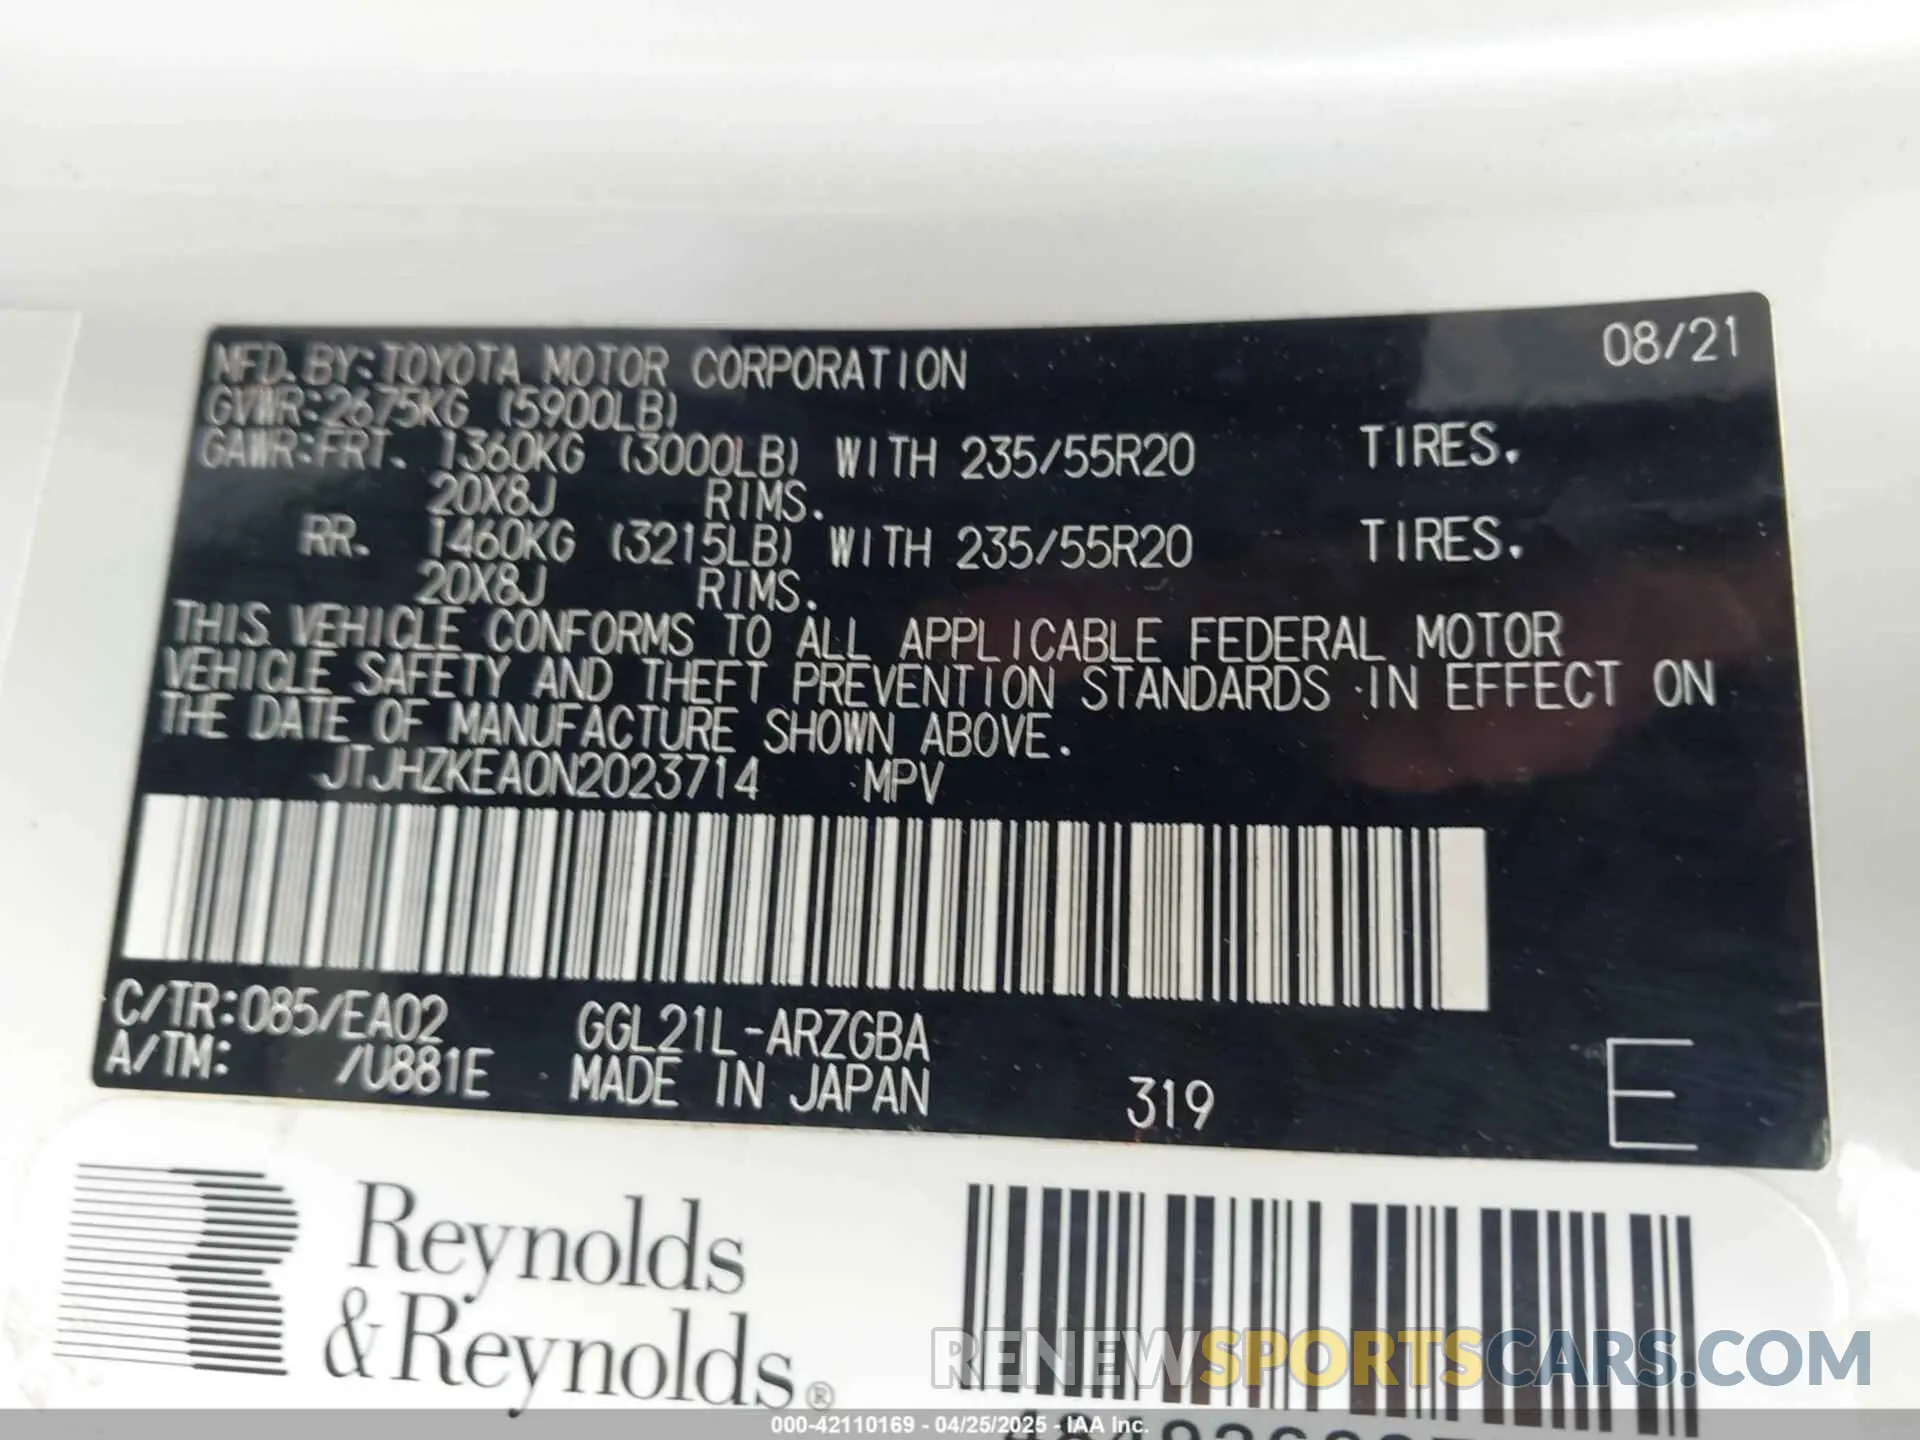 MFD. BY: TOYOTA MOTOR CORPORATION 08/21
GVWR: 2675KG (5900LB)
GAWR: FRT. 1360KG (3000LB) WITH 235/55R20 TIRES.
20X8J RIMS.
RR. 1460KG (3215LB) WITH 235/55R20 TIRES.
20X8J RIMS.
THIS VEHICLE CONFORMS TO ALL APPLICABLE FEDERAL MOTOR
VEHICLE SAFETY AND THEFT PREVENTION STANDARDS IN EFFECT ON
THE DATE OF MANUFACTURE SHOWN ABOVE.
JTJHZKEA0N2023714 MPV
C/TR: 085/EA02 GGL21L-ARZGBA
A/TM: /U881E MADE IN JAPAN 319 E
Reynolds
&Reynolds®
RENEWSPORTSCARS.COM
000-42110169 - 04/25/2025 - IAA Inc.